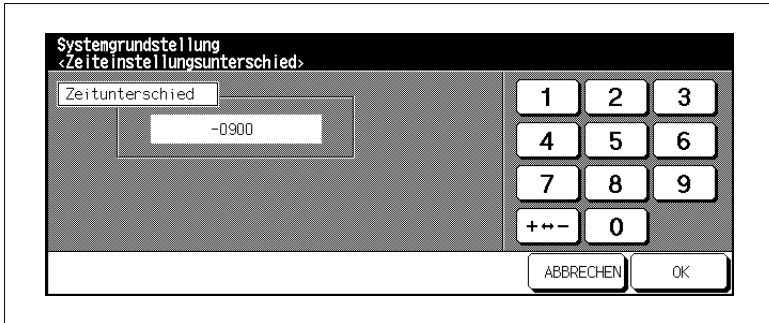 Systemgrundstellung
<Zeiteinstellungsunterschied>
Zeitunterschied
-0900
1 2 3
4 5 6
7 8 9
+↔- 0
ABBRECHEN OK